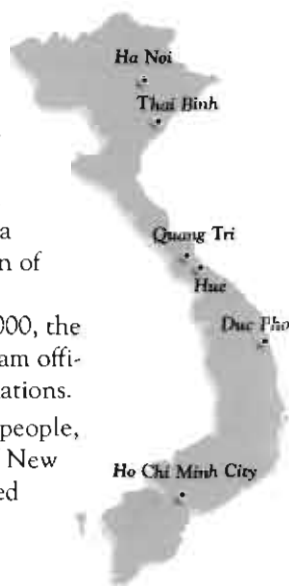 Ha Noi
Thai Binh
a
Quang Tri
n of
Hue
000, the
Duc Pho
am offi-
ations.
people,
New
Ho Chi Minh City
ed